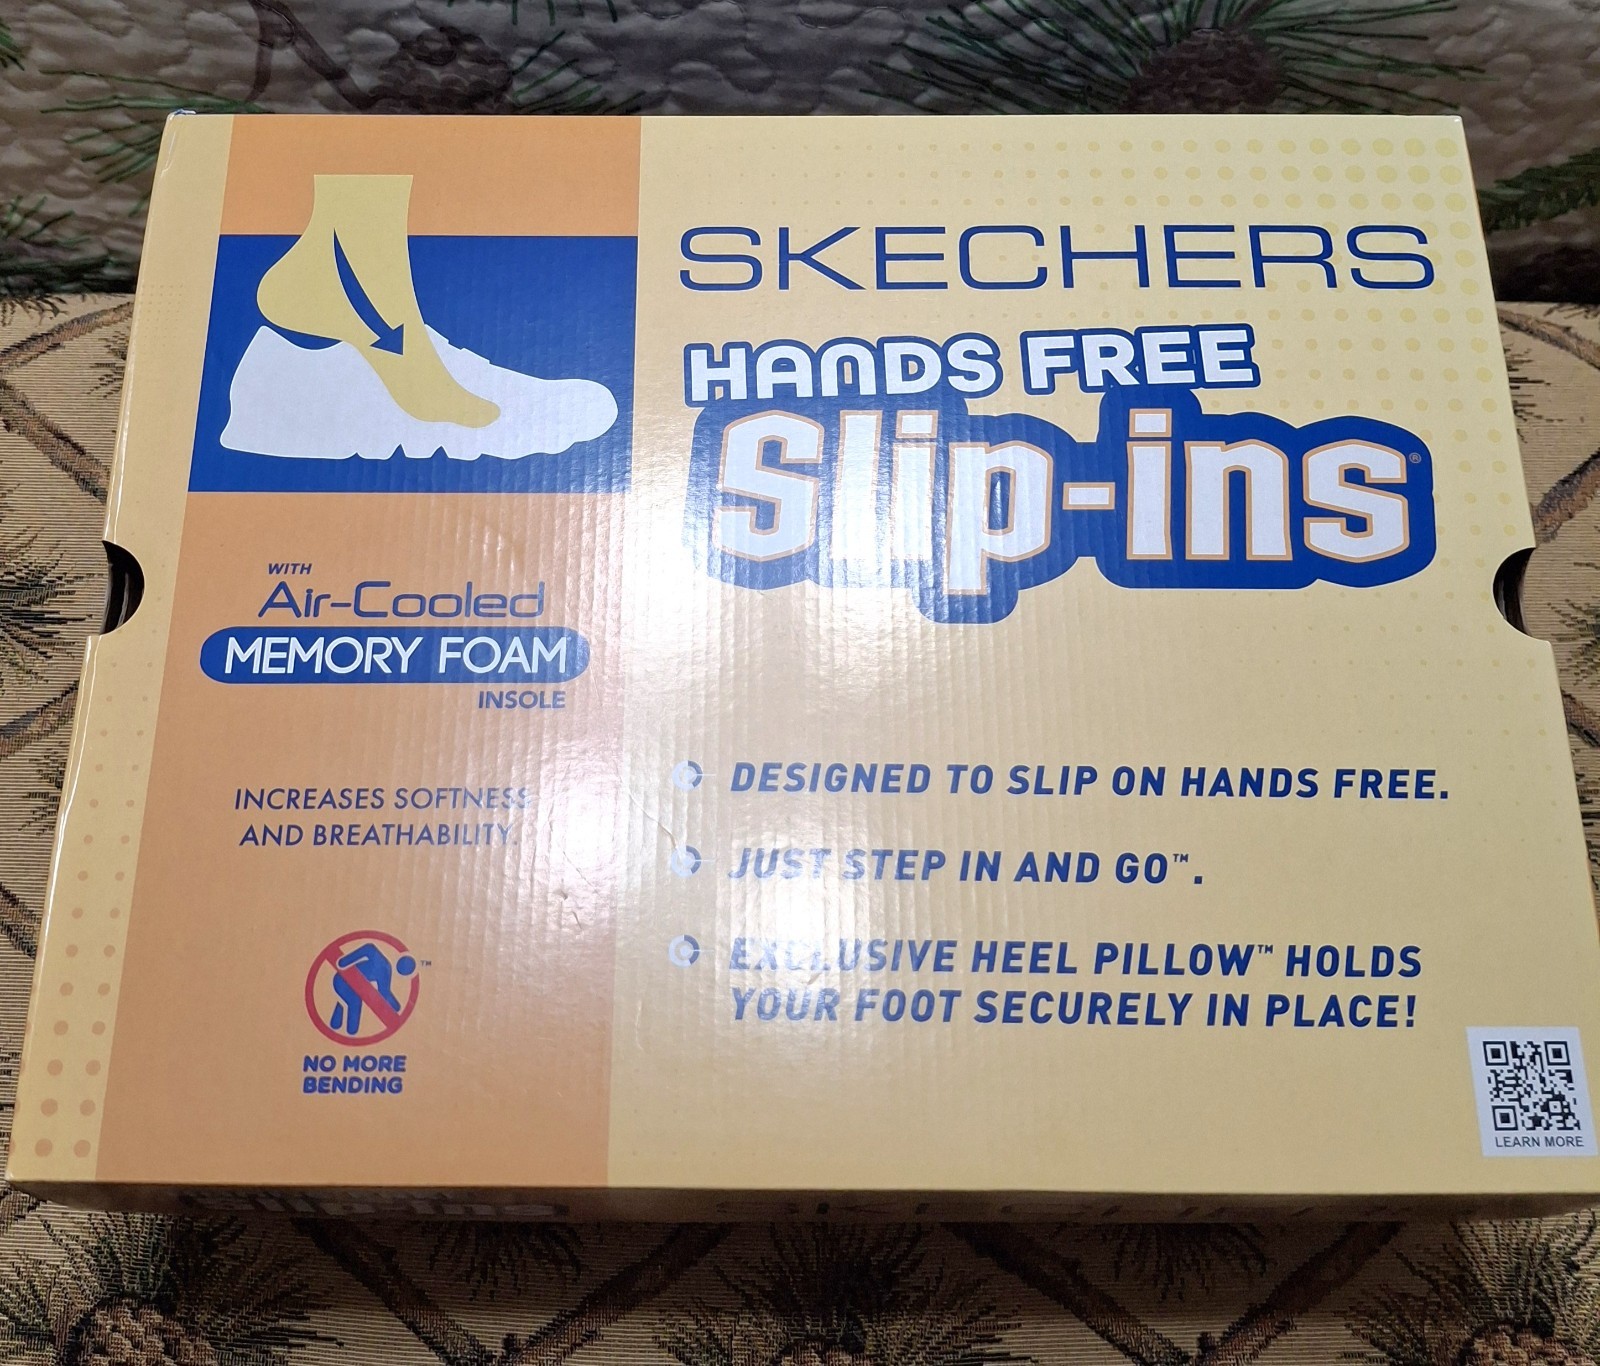 SKECHERS
HANDS FREE
Slip-ins®
WITH
Air-Cooled
MEMORY FOAM
INSOLE
INCREASES SOFTNESS
AND BREATHABILITY.
™
NO MORE
BENDING
DESIGNED TO SLIP ON HANDS FREE.
JUST STEP IN AND GO™.
EXCLUSIVE HEEL PILLOW™ HOLDS
YOUR FOOT SECURELY IN PLACE!
LEARN MORE